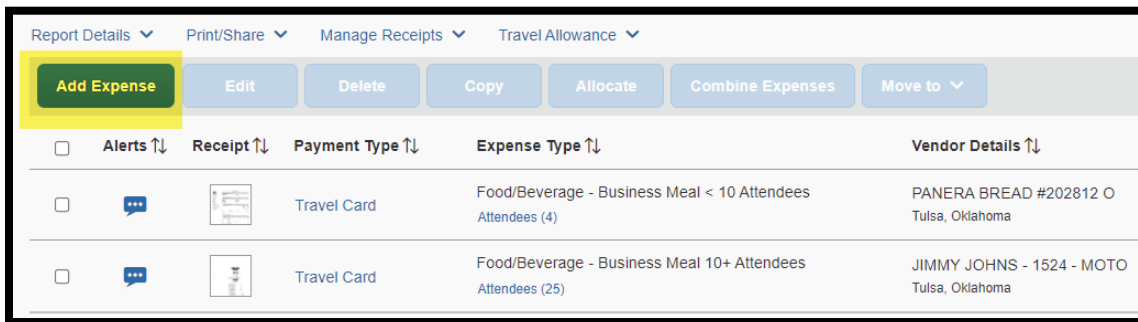 Report Details Print/Share Manage Receipts Travel Allowance
Add Expense Edit Delete Copy Allocate Combine Expenses Move to
Alerts Receipt Payment Type Expense Type Vendor Details
Travel Card Food/Beverage - Business Meal < 10 Attendees PANERA BREAD #202812 O
Attendees (4) Tulsa, Oklahoma
Travel Card Food/Beverage - Business Meal 10+ Attendees JIMMY JOHNS - 1524 - MOTO
Attendees (25) Tulsa, Oklahoma